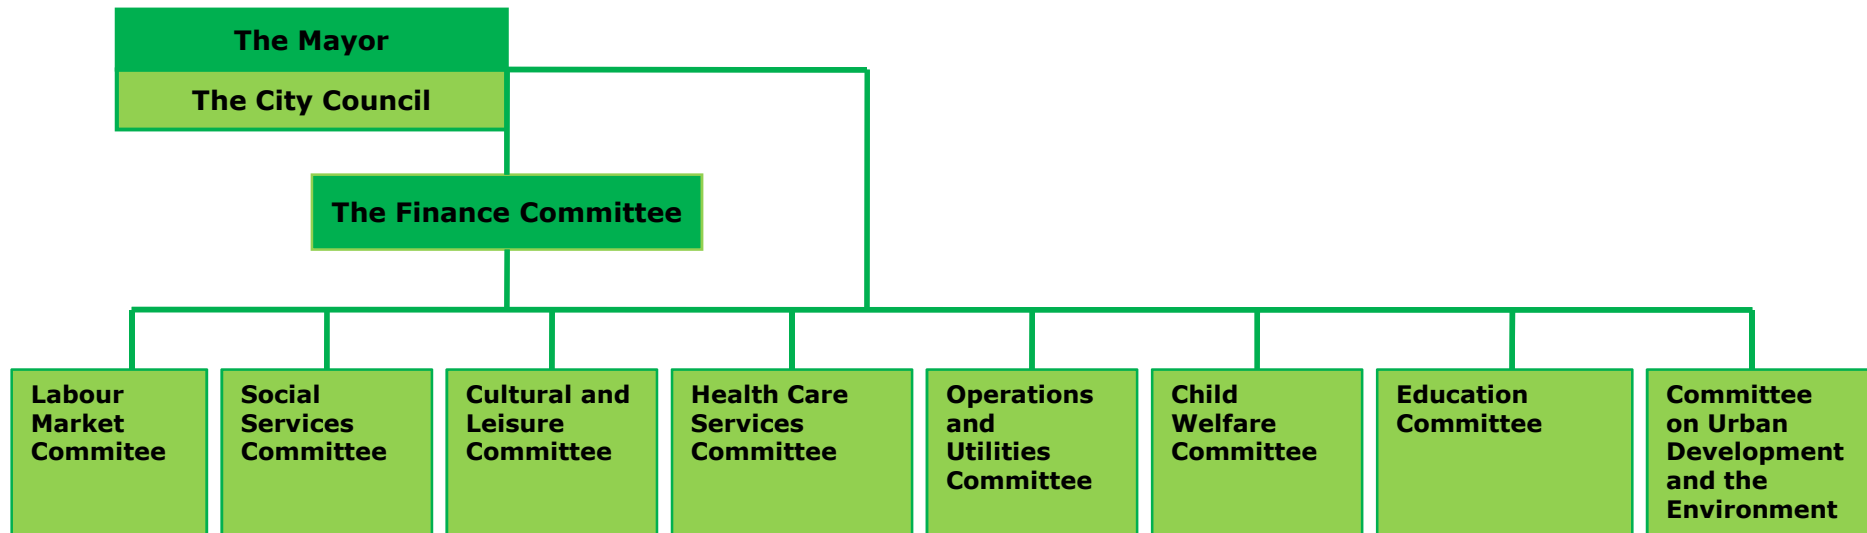 The Mayor
The City Council
The Finance Committee
Labour
Market
Commitee
Social
Services
Committee
Cultural and
Leisure
Committee
Health Care
Services
Committee
Operations
and
Utilities
Committee
Child
Welfare
Committee
Education
Committee
Committee
on Urban
Development
and the
Environment